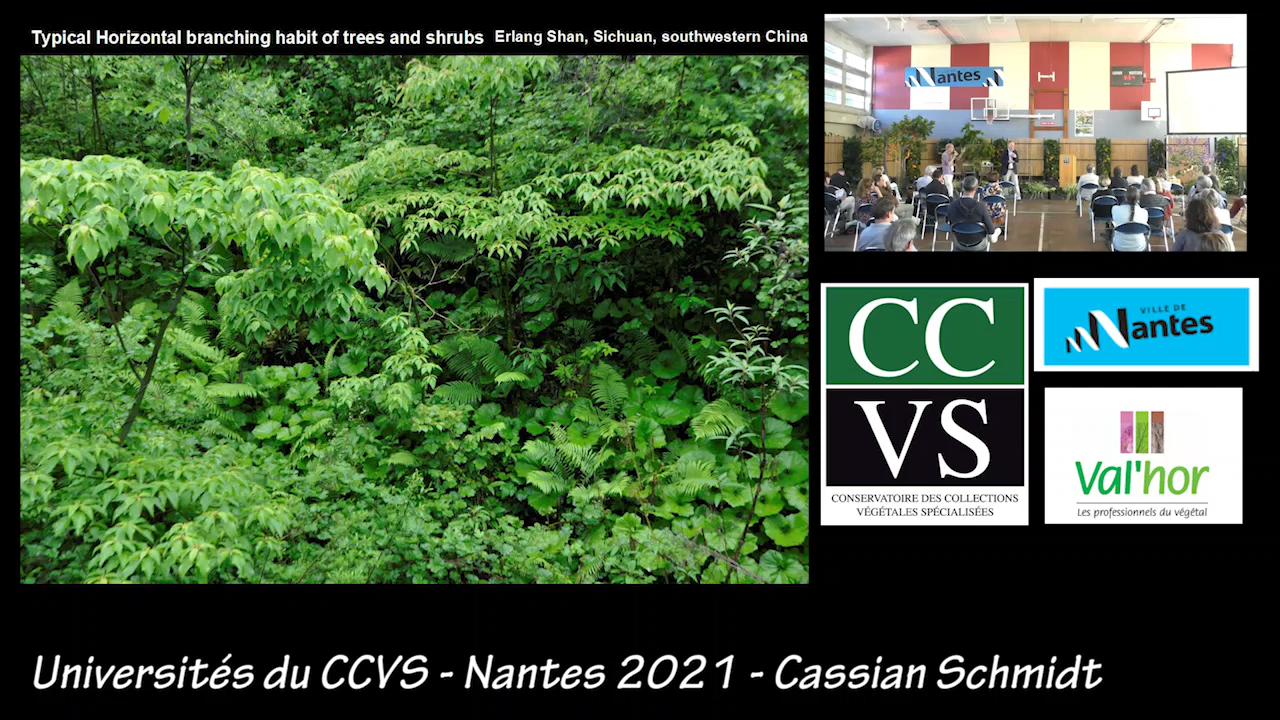 Typical Horizontal branching habit of trees and shrubs Erlang Shan, Sichuan, southwestern China
Nantes
CC
VS
CONSERVATOIRE DES COLLECTIONS
VÉGÉTALES SPÉCIALISÉES
VILLE DE
Nantes
Val'hor
Les professionnels du végétal
Universités du CCVS - Nantes 2021 - Cassian Schmidt